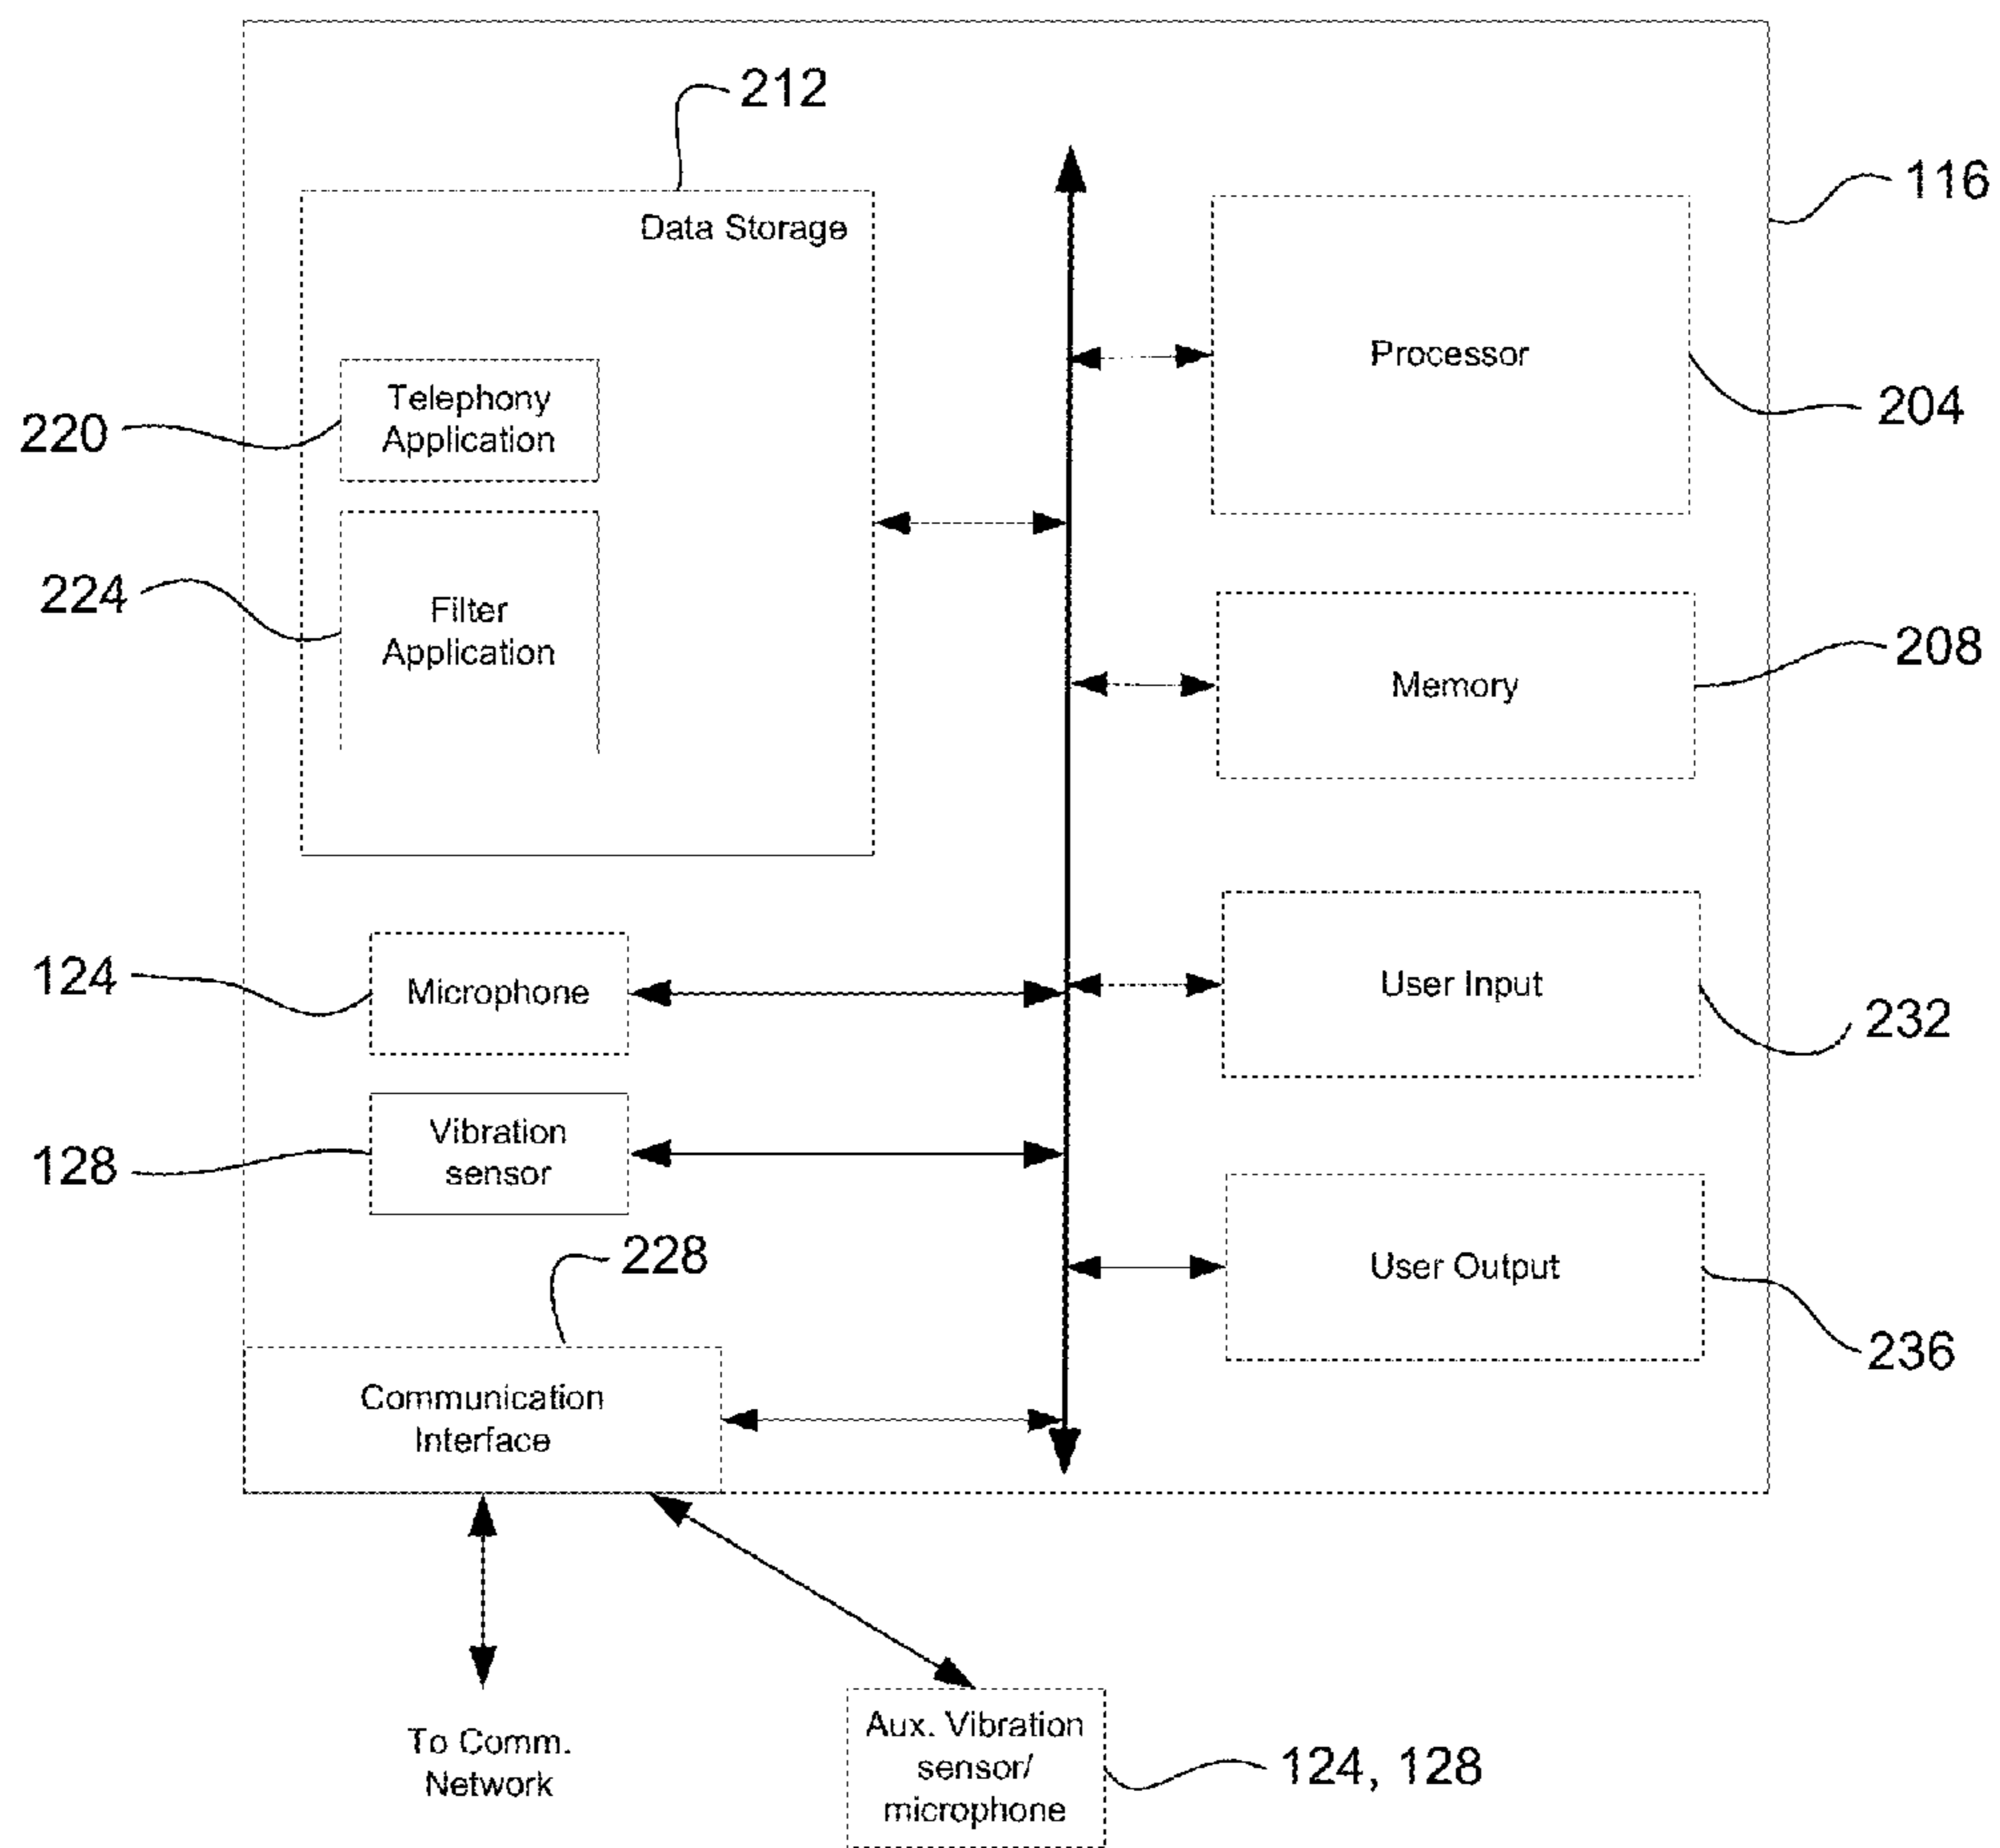 212
Data Storage
116
Processor
204
Telephony
Application
220
224
Filter
Application
Memory
208
124
Microphone
User Input
232
128
Vibration
sensor
228
User Output
236
Communication
Interface
To Comm.
Network
Aux. Vibration
sensor/
microphone
124, 128